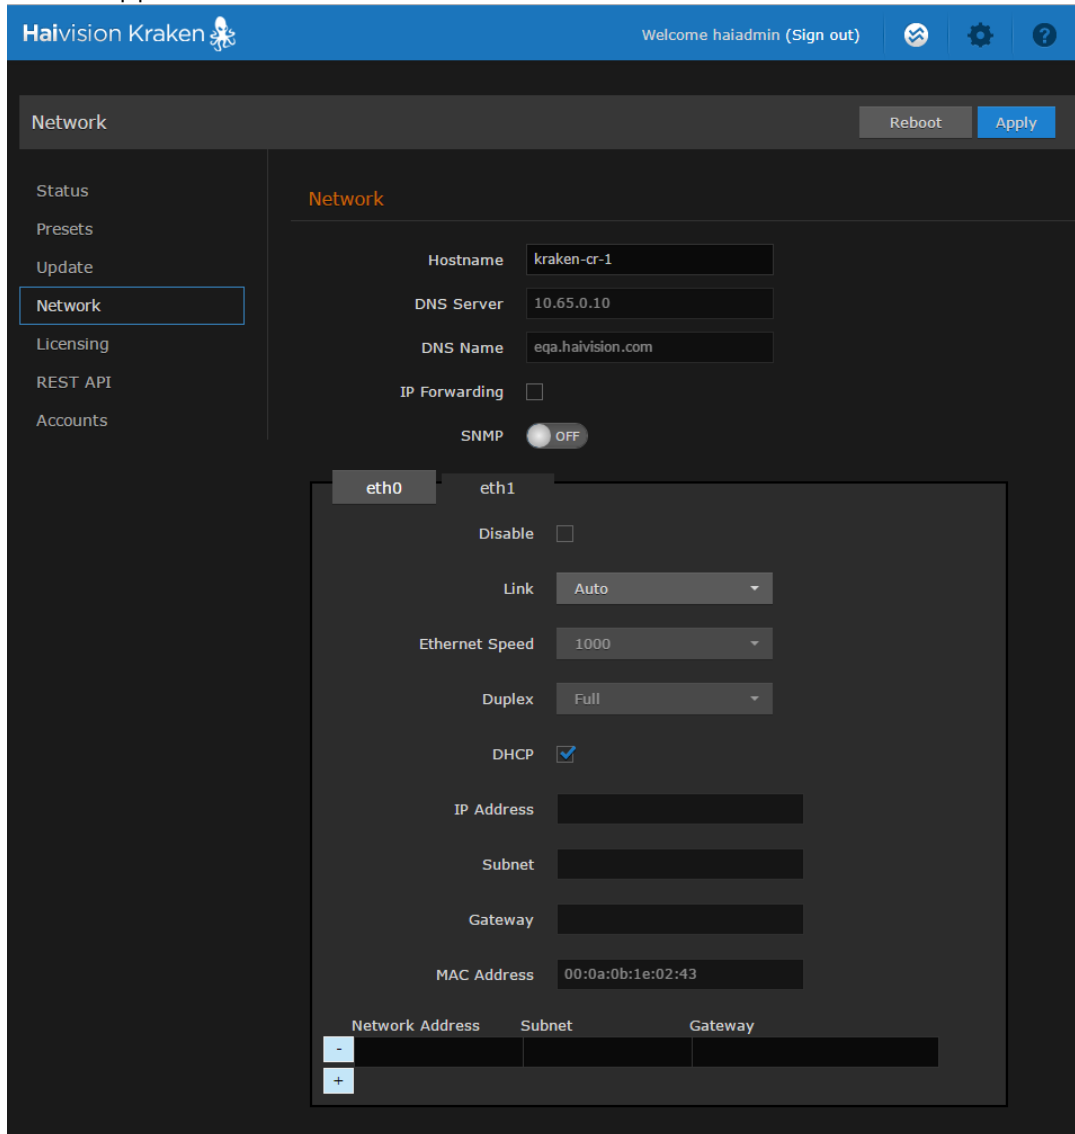 Haivision Kraken
Welcome haiadmin (Sign out)
?
Network
Reboot
Apply
Status
Presets
Update
Network
Licensing
REST API
Accounts
Network
Hostname kraken-cr-1
DNS Server 10.65.0.10
DNS Name eqa.haivision.com
IP Forwarding
SNMP OFF
eth0 eth1
Disable
Link Auto
Ethernet Speed 1000
Duplex Full
DHCP
IP Address
Subnet
Gateway
MAC Address 00:0a:0b:1e:02:43
Network Address Subnet Gateway
-
+